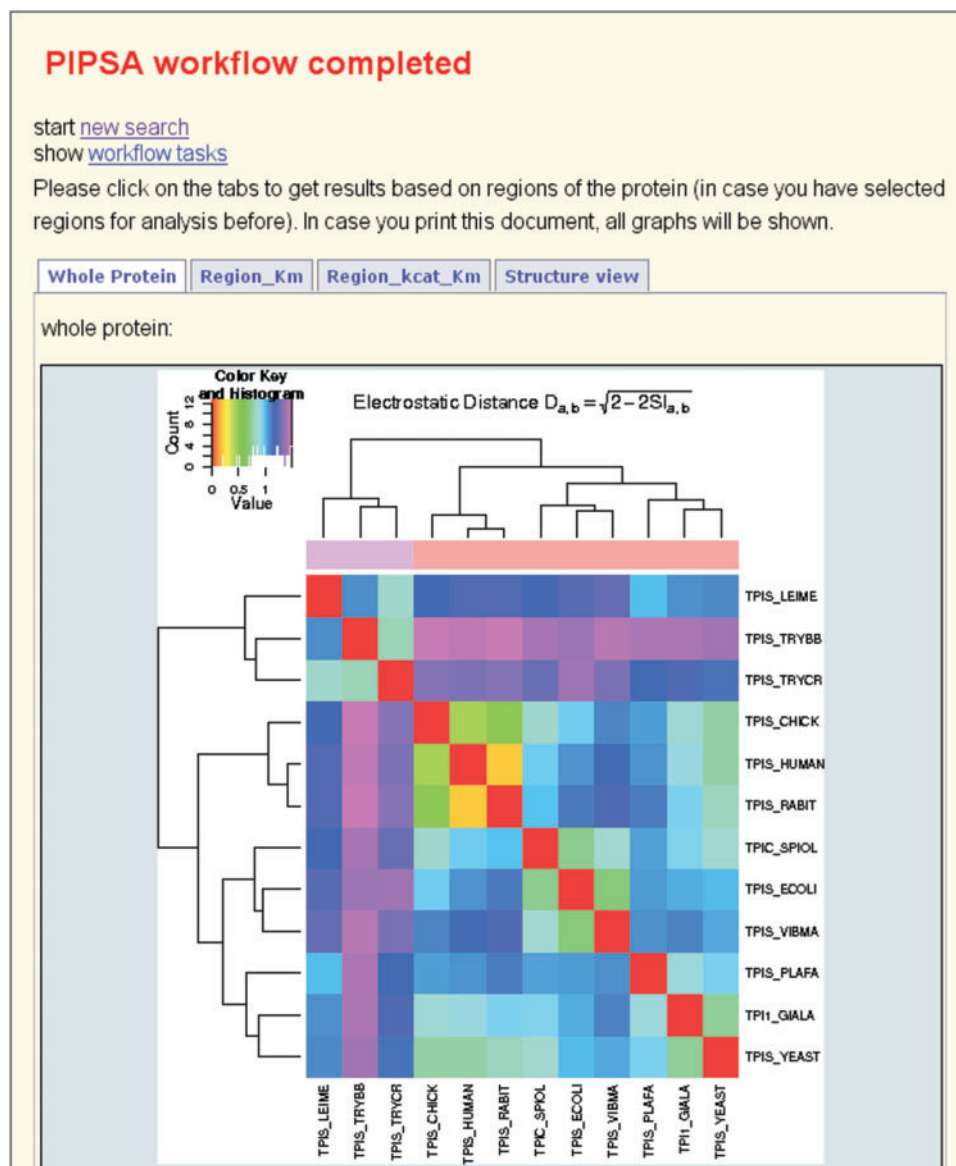 PIPSA workflow completed
start new search
show workflow tasks
Please click on the tabs to get results based on regions of the protein (in case you have selected
regions for analysis before). In case you print this document, all graphs will be shown.
Whole Protein Region_Km Region_kcat_Km Structure view
whole protein:
Color Key
and Histogram
Count
0 4 8 12
0 0.5 1
Value
Electrostatic Distance D a, b = √2 − 2SI a, b
TPIS_LEIME
TPIS_TRYBB
TPIS_TRYCR
TPIS_CHICK
TPIS_HUMAN
TPIS_RABIT
TPIC_SPIOL
TPIS_ECOLI
TPIS_VIBMA
TPIS_PLAFA
TPI1_GIALA
TPIS_YEAST
TPIS_LEIME
TPIS_TRYBB
TPIS_TRYCR
TPIS_CHICK
TPIS_HUMAN
TPIS_RABIT
TPIC_SPIOL
TPIS_ECOLI
TPIS_VIBMA
TPIS_PLAFA
TPI1_GIALA
TPIS_YEAST